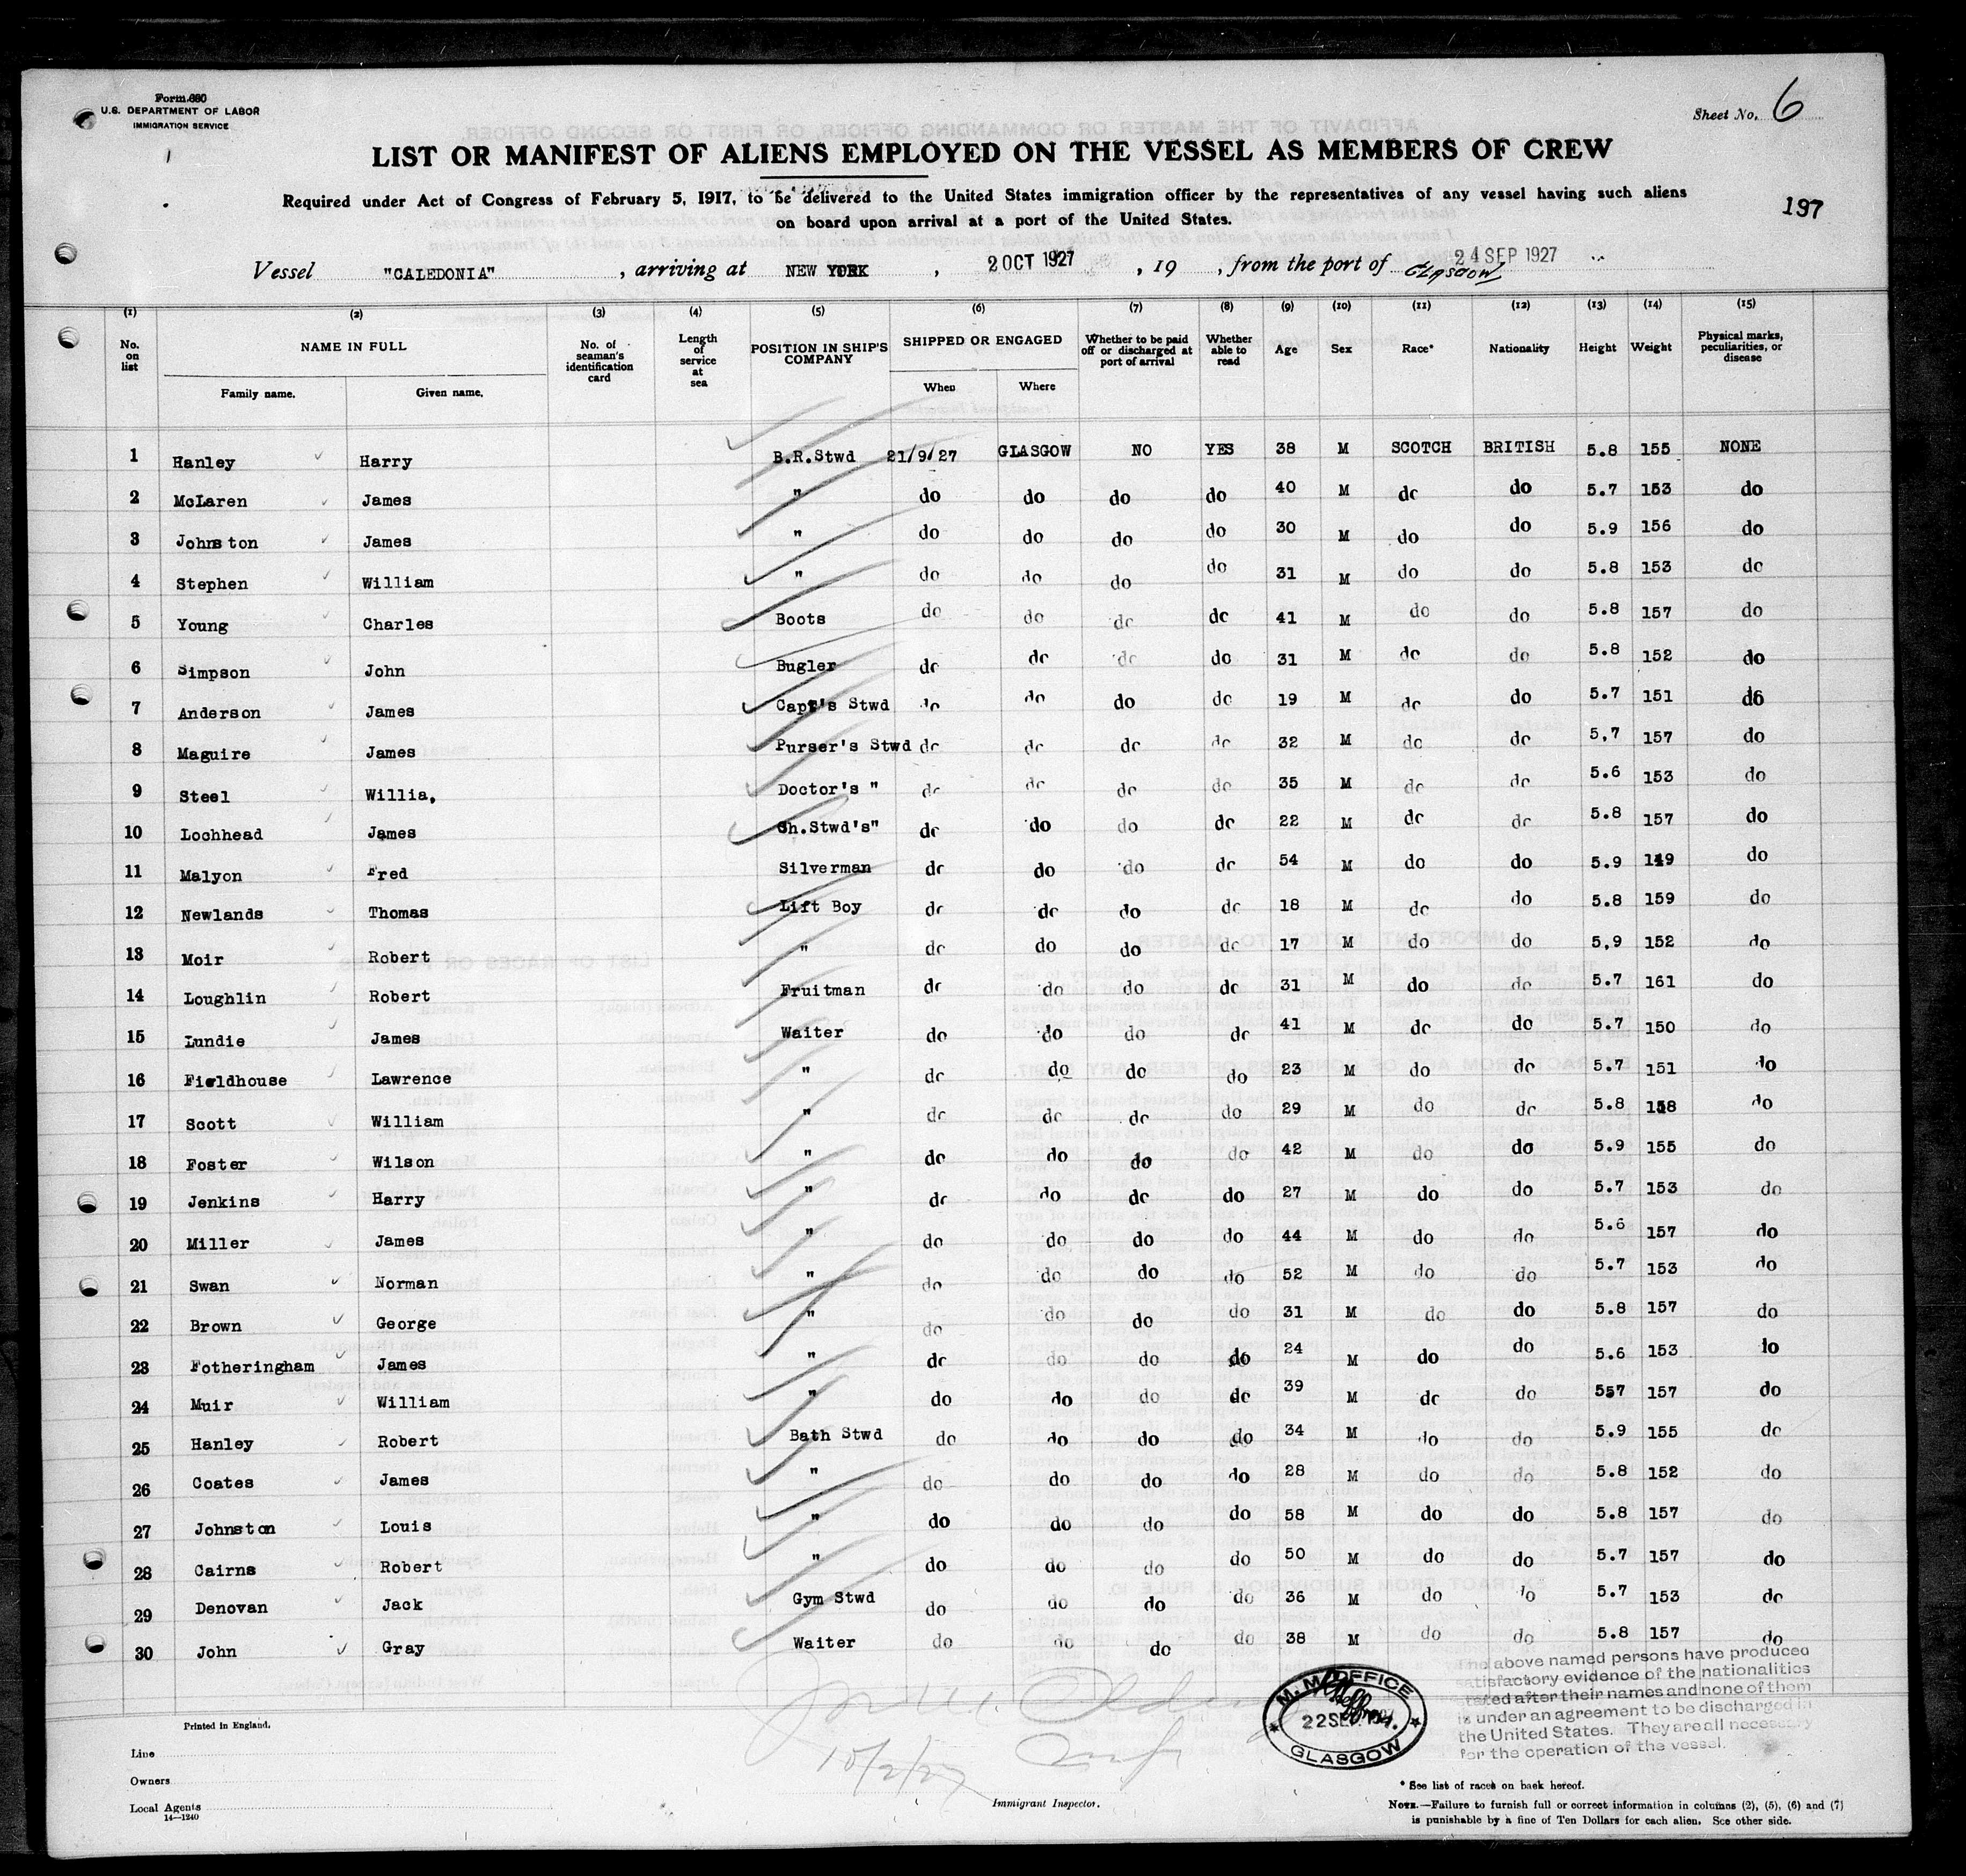 Form 680
U.S. DEPARTMENT OF LABOR
IMMIGRATION SERVICE
Sheet No. 6
LIST OR MANIFEST OF ALIENS EMPLOYED ON THE VESSEL AS MEMBERS OF CREW
Required under Act of Congress of February 5, 1917, to be delivered to the United States immigration officer by the representatives of any vessel having such aliens
on board upon arrival at a port of the United States.
197
Vessel "CALEDONIA", arriving at NEW YORK, 2 OCT 1927, 19 , from the port of Glasgow 24 SEP 1927
(1) (2) (3) (4) (5) (6) (7) (8) (9) (10) (11) (12) (13) (14) (15)
No. on list NAME IN FULL Family name. Given name. No. of seaman's identification card Length of service at sea POSITION IN SHIP'S COMPANY SHIPPED OR ENGAGED When Where Whether to be paid off or discharged at port of arrival Whether able to read Age Sex Race* Nationality Height Weight Physical marks, peculiarities, or disease
1 Hanley Harry B.R.Stwd 21/9/27 GLASGOW NO YES 38 M SCOTCH BRITISH 5.8 155 NONE
2 McLaren James " do do do do 40 M do do 5.7 153 do
3 Johnston James " do do do do 30 M do do 5.9 156 do
4 Stephen William " do do do do 31 M do do 5.8 153 do
5 Young Charles Boots do do do do 41 M do do 5.8 157 do
6 Simpson John Bugler do do do do 31 M do do 5.8 152 do
7 Anderson James Capt's Stwd do do do do 19 M do do 5.7 151 do
8 Maguire James Purser's Stwd do do do do 32 M do do 5.7 157 do
9 Steel Willia, Doctor's " do do do do 35 M do do 5.6 153 do
10 Lochhead James Ch.Stwd's" do do do do 22 M do do 5.8 157 do
11 Malyon Fred Silverman do do do do 54 M do do 5.9 149 do
12 Newlands Thomas Lift Boy do do do do 18 M do do 5.8 159 do
13 Moir Robert " do do do do 17 M do do 5,9 152 do
14 Loughlin Robert Fruitman do do do do 31 M do do 5.7 161 do
15 Lundie James Waiter do do do do 41 M do do 5.7 150 do
16 Fieldhouse Lawrence " do do do do 23 M do do 5.7 151 do
17 Scott William " do do do do 29 M do do 5.8 158 do
18 Foster Wilson " do do do do 42 M do do 5.9 155 do
19 Jenkins Harry " do do do do 27 M do do 5.7 153 do
20 Miller James " do do do do 44 M do do 5.6 157 do
21 Swan Norman " do do do do 52 M do do 5.7 153 do
22 Brown George " do do do do 31 M do do 5.8 157 do
23 Fotheringham James " do do do do 24 M do do 5.6 153 do
24 Muir William " do do do do 39 M do do 557 157 do
25 Hanley Robert Bath Stwd do do do do 34 M do do 5.9 155 do
26 Coates James " do do do do 28 M do do 5.8 152 do
27 Johnston Louis " do do do do 58 M do do 5.8 157 do
28 Cairns Robert " do do do do 50 M do do 5.7 157 do
29 Denovan Jack Gym Stwd do do do do 36 M do do 5.7 153 do
30 John Gray Waiter do do do do 38 M do do 5.8 157 do
The above named persons have produced
satisfactory evidence of the nationalities
stated after their names and none of them
is under an agreement to be discharged in
the United States. They are all necessary
for the operation of the vessel.
M.M. OFFICE
22 SEP 1927
GLASGOW
Printed in England.
Line
Owners
Local Agents
14—1240
10/2/27
Immigrant Inspector.
* See list of races on back hereof.
NOTE.—Failure to furnish full or correct information in columns (2), (5), (6) and (7)
is punishable by a fine of Ten Dollars for each alien. See other side.